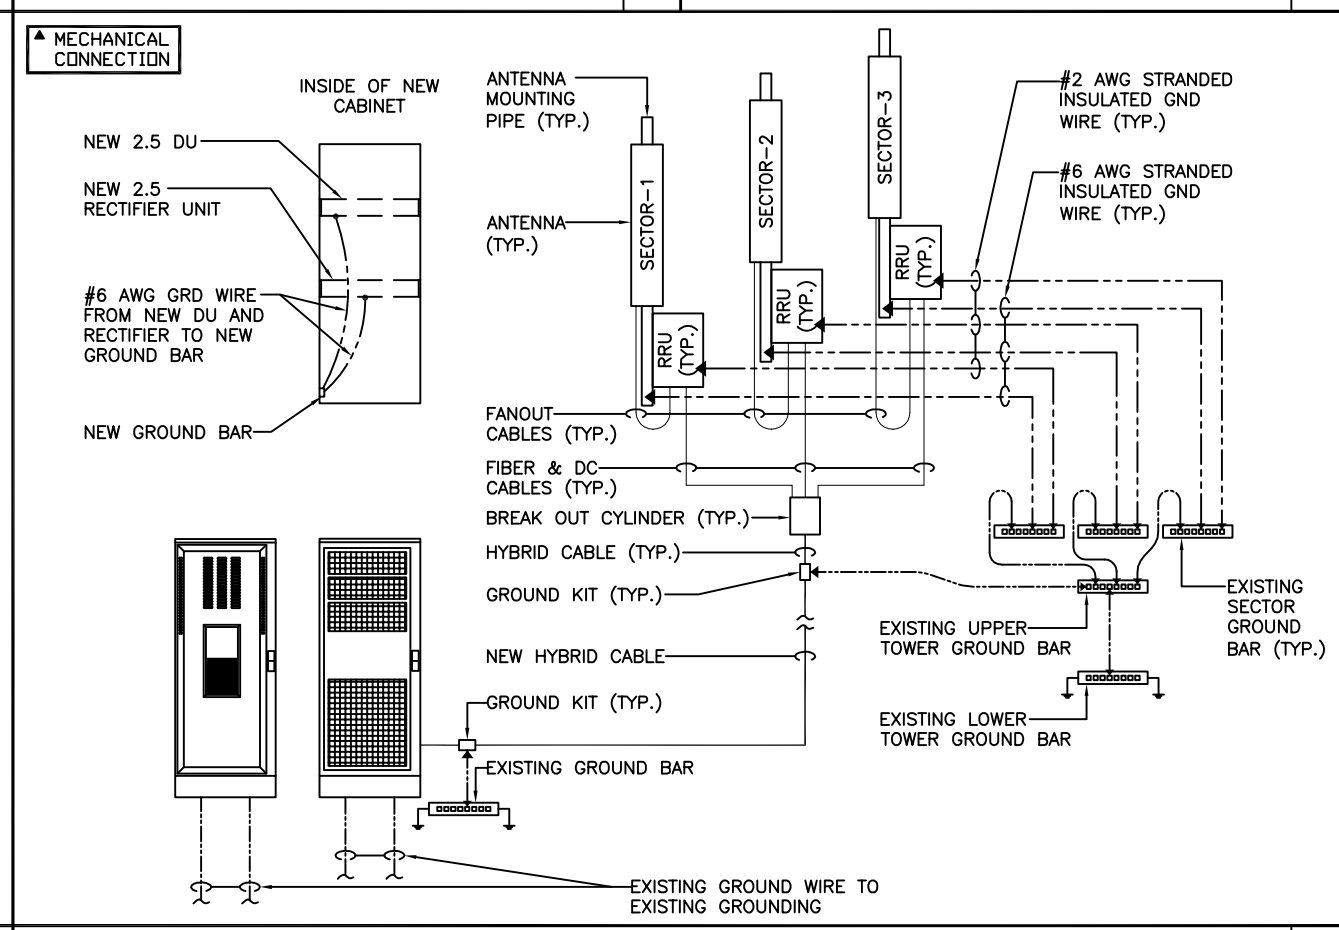 ▲ MECHANICAL
CONNECTION
INSIDE OF NEW
CABINET
NEW 2.5 DU
NEW 2.5
RECTIFIER UNIT
#6 AWG GRD WIRE
FROM NEW DU AND
RECTIFIER TO NEW
GROUND BAR
NEW GROUND BAR
ANTENNA
MOUNTING
PIPE (TYP.)
ANTENNA
(TYP.)
SECTOR-1
SECTOR-2
SECTOR-3
RRU
(TYP.)
RRU
(TYP.)
RRU
(TYP.)
#2 AWG STRANDED
INSULATED GND
WIRE (TYP.)
#6 AWG STRANDED
INSULATED GND
WIRE (TYP.)
FANOUT
CABLES (TYP.)
FIBER & DC
CABLES (TYP.)
BREAK OUT CYLINDER (TYP.)
HYBRID CABLE (TYP.)
GROUND KIT (TYP.)
NEW HYBRID CABLE
GROUND KIT (TYP.)
EXISTING GROUND BAR
EXISTING UPPER
TOWER GROUND BAR
EXISTING
SECTOR
GROUND
BAR (TYP.)
EXISTING LOWER
TOWER GROUND BAR
EXISTING GROUND WIRE TO
EXISTING GROUNDING